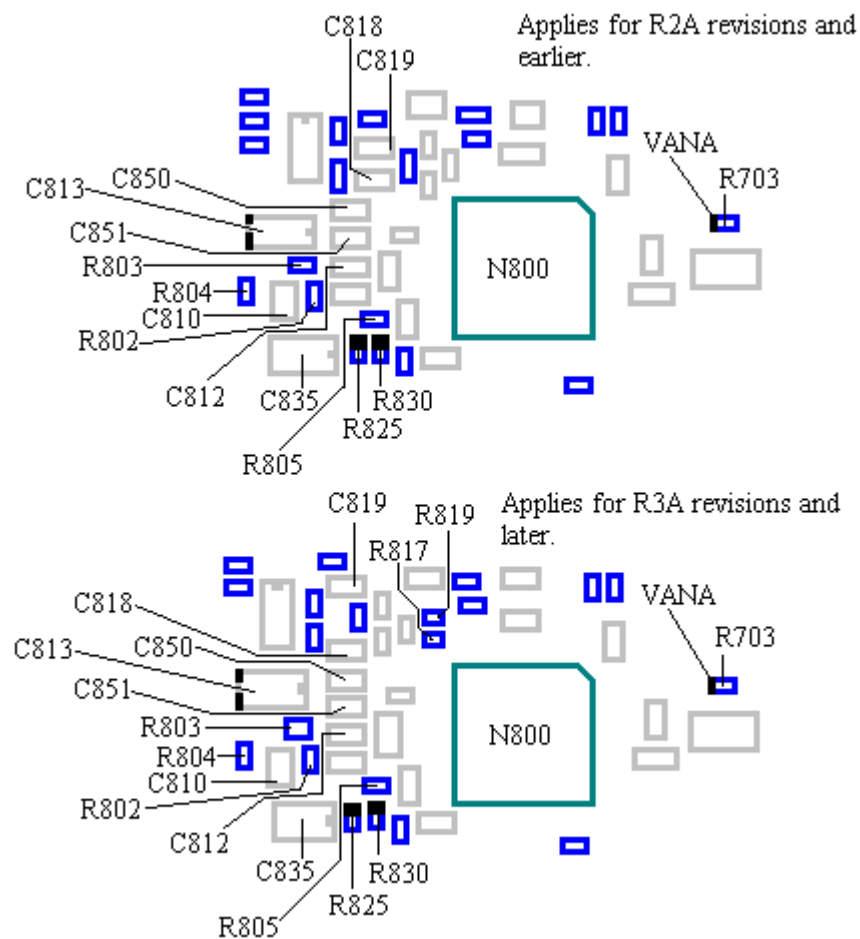 C818
Applies for R2A revisions and
earlier.
C819
VANA
R703
C850
C813
C851
R803
N800
R804
C810
R802
C812
C835
R830
R825
R805
C819
Applies for R3A revisions and
later.
R819
R817
C818
VANA
R703
C850
C813
C851
R803
N800
R804
C810
R802
C812
C835
R830
R825
R805